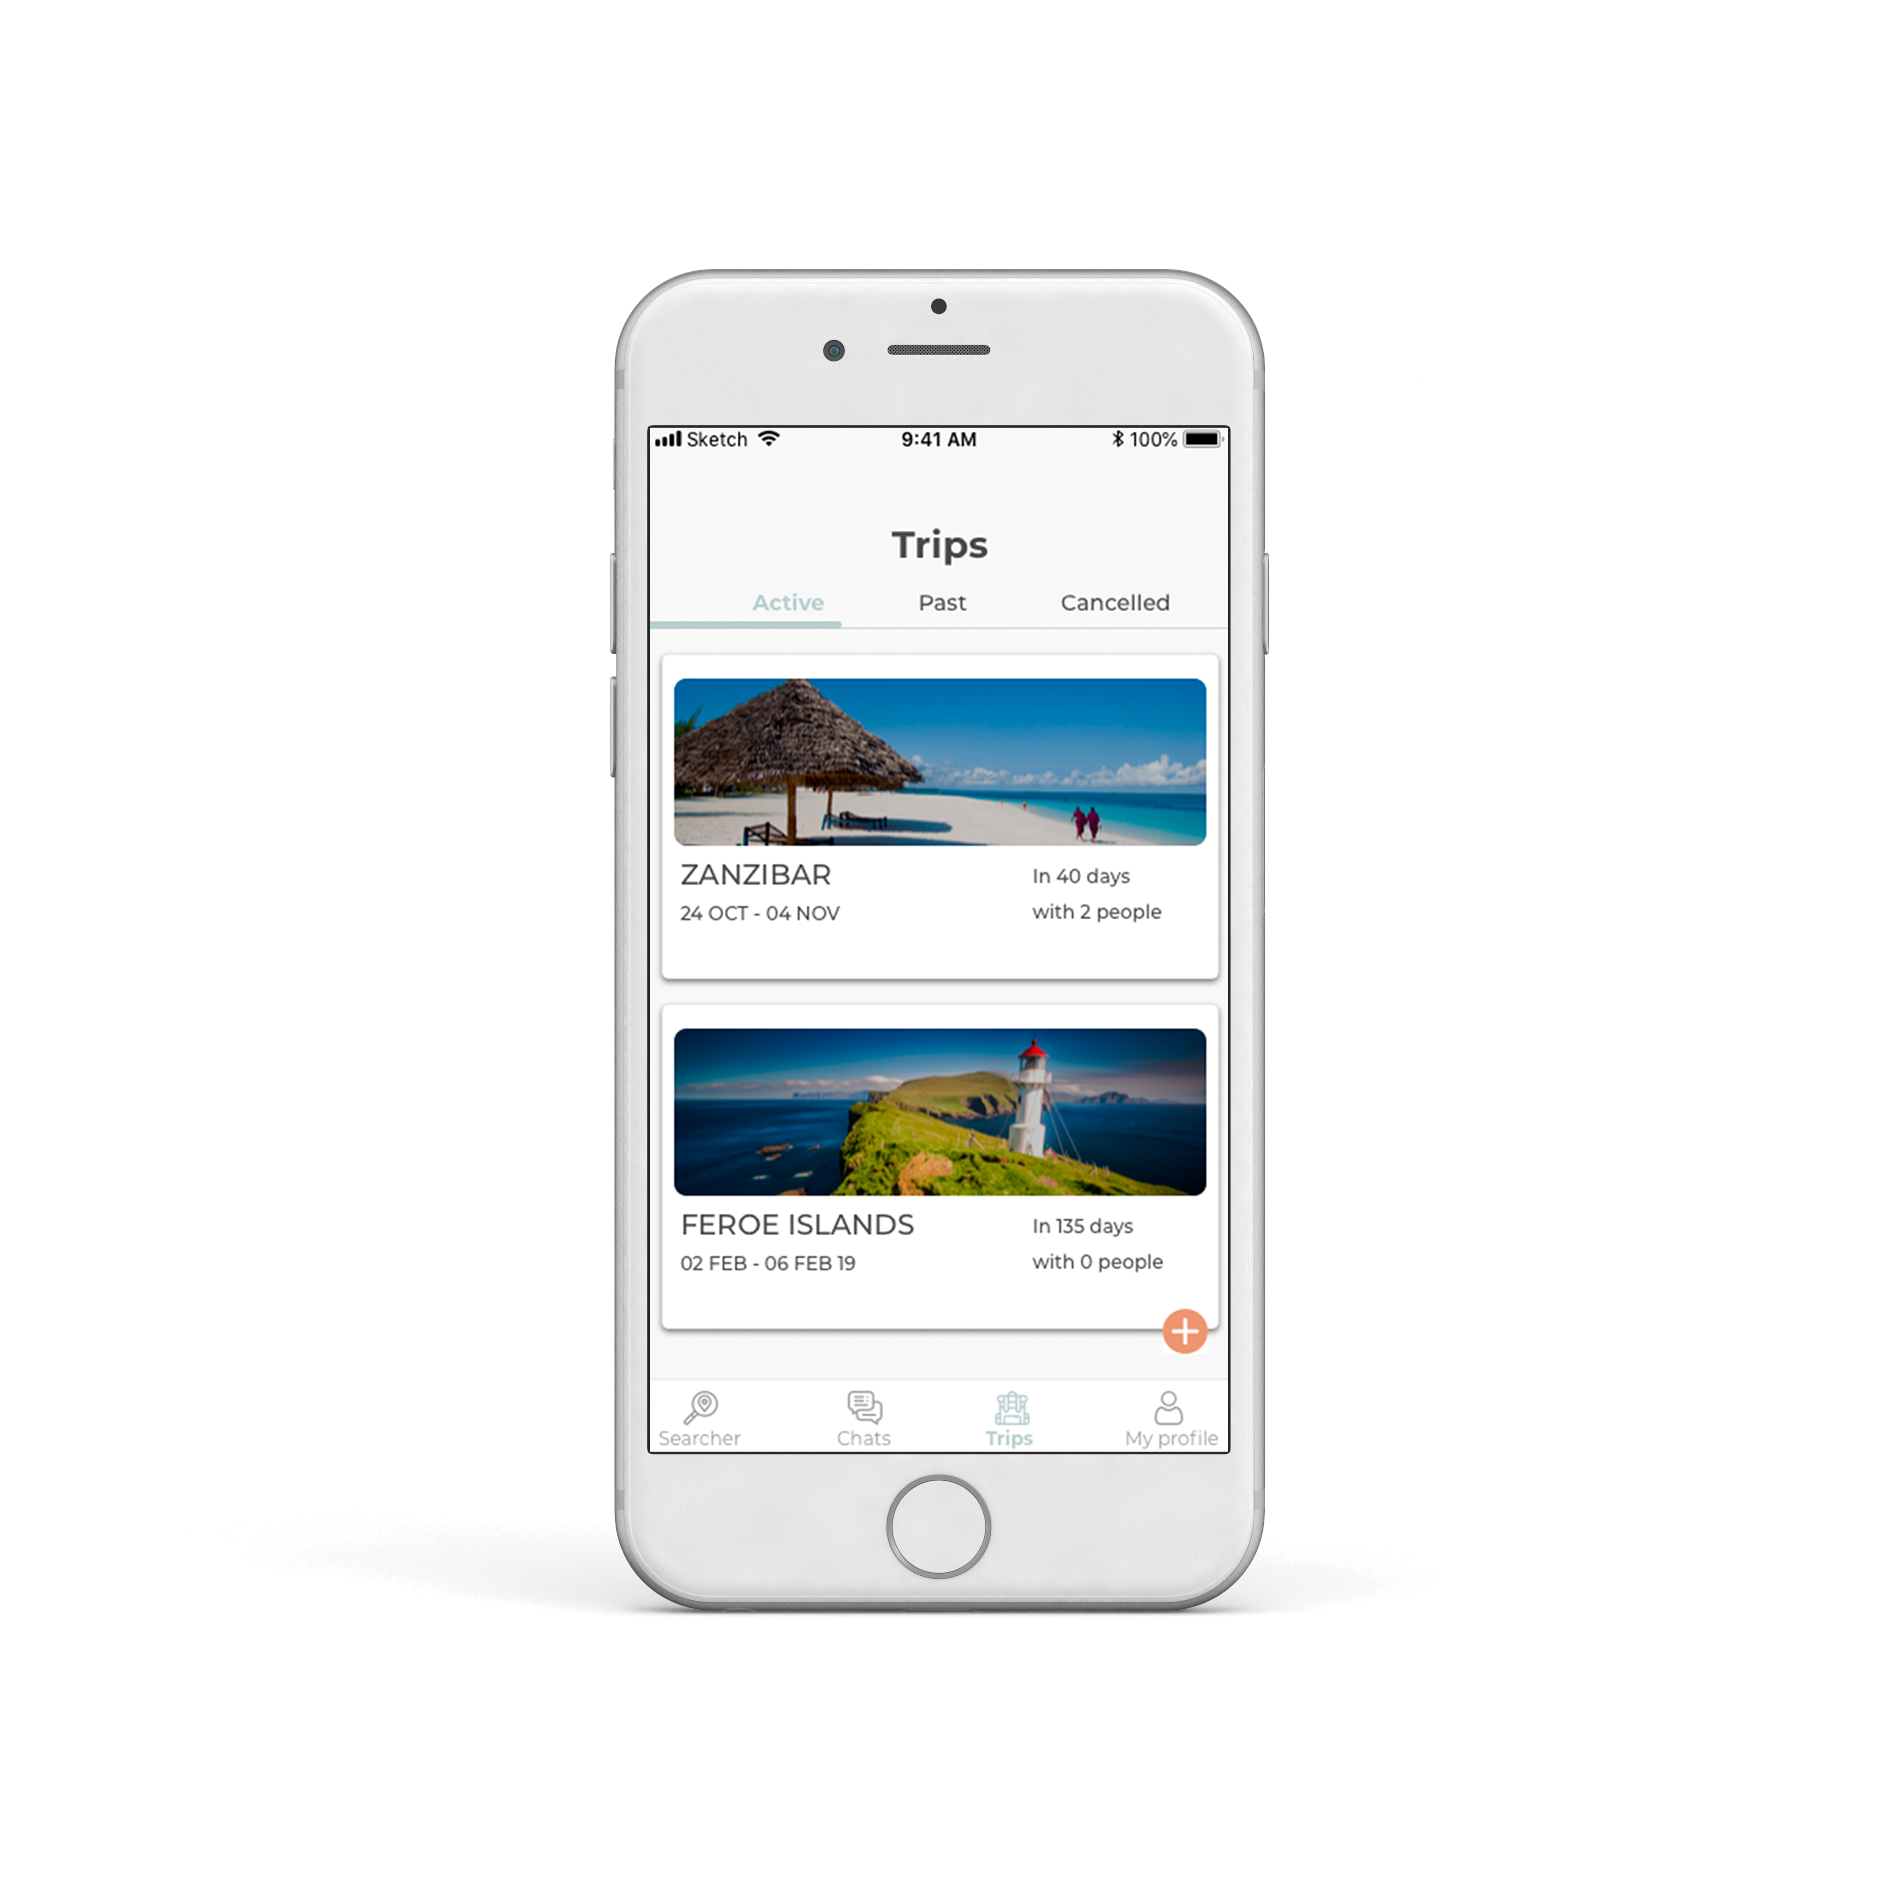 Sketch 9:41 AM 100%
Trips
Active Past Cancelled
ZANZIBAR In 40 days
24 OCT - 04 NOV with 2 people
FEROE ISLANDS In 135 days
02 FEB - 06 FEB 19 with 0 people
Searcher Chats Trips My profile